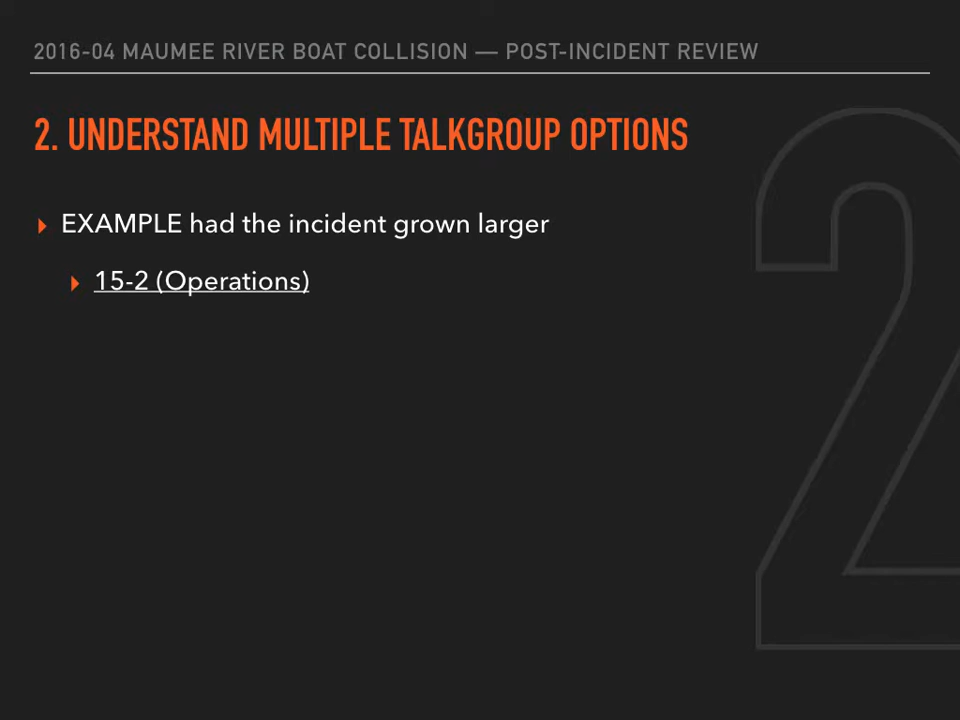 2016-04 MAUMEE RIVER BOAT COLLISION — POST-INCIDENT REVIEW
2. UNDERSTAND MULTIPLE TALKGROUP OPTIONS
EXAMPLE had the incident grown larger
15-2 (Operations)
2